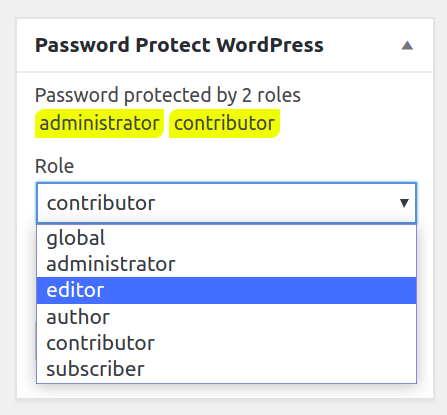 Password Protect WordPress
Password protected by 2 roles
administrator contributor
Role
contributor
global
administrator
editor
author
contributor
subscriber